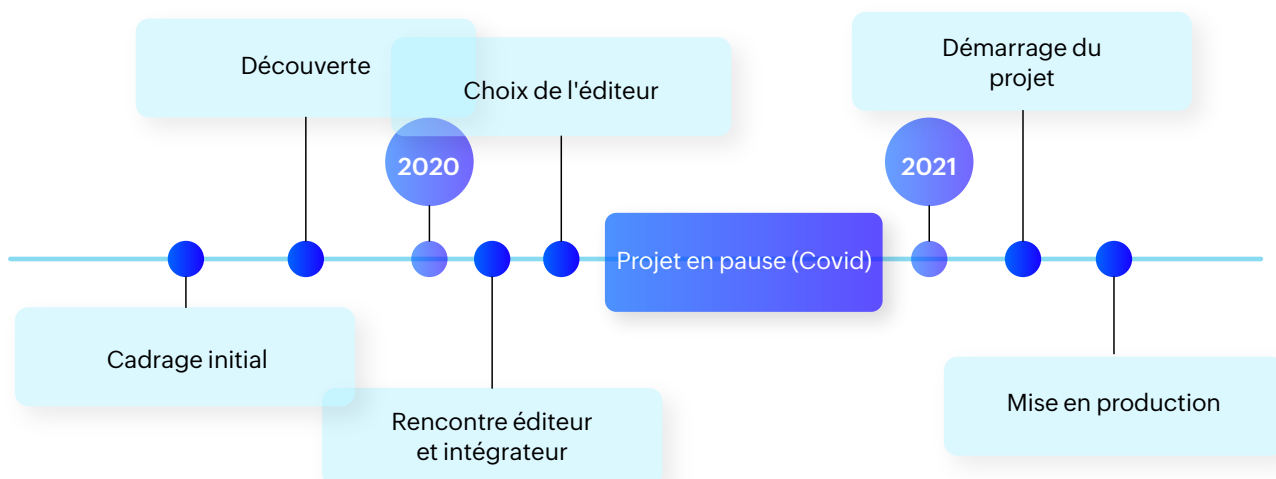 Découverte
Choix de l'éditeur
Démarrage du
projet
2020
2021
Projet en pause (Covid)
Cadrage initial
Rencontre éditeur
et intégrateur
Mise en production